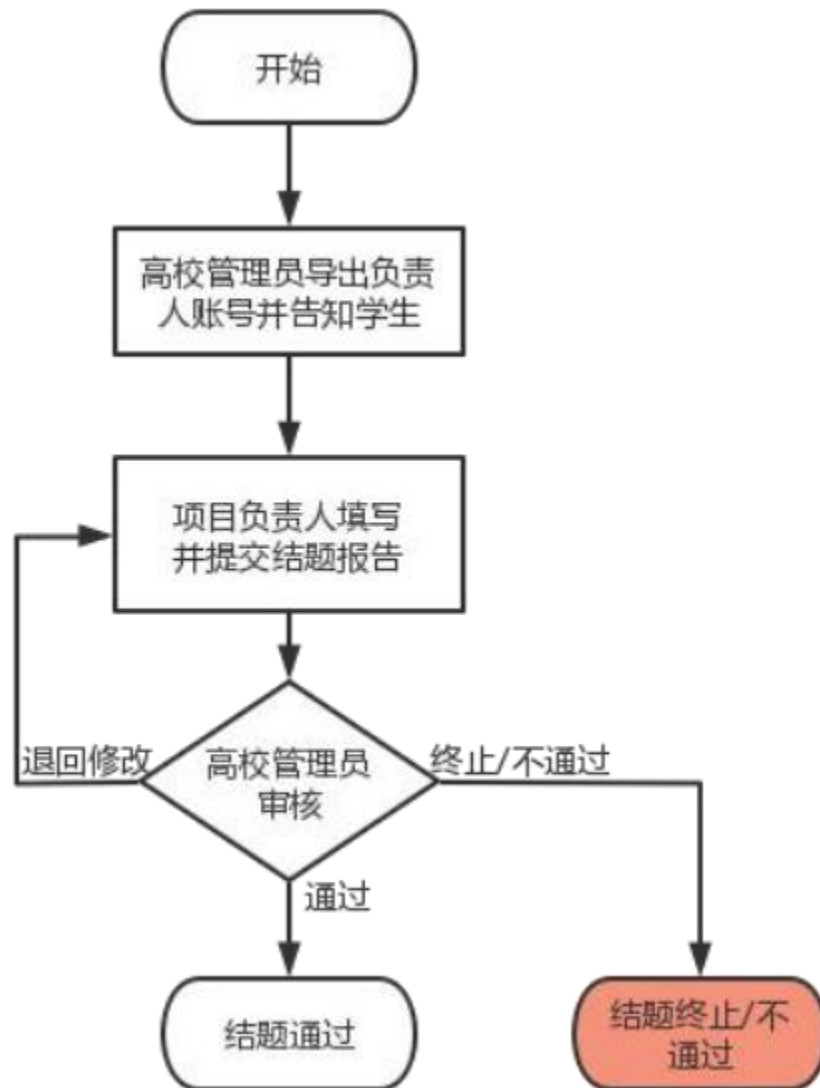 开始
高校管理员导出负责
人账号并告知学生
项目负责人填写
并提交结题报告
退回修改
高校管理员
审核
终止/不通过
通过
结题通过
结题终止/不
通过